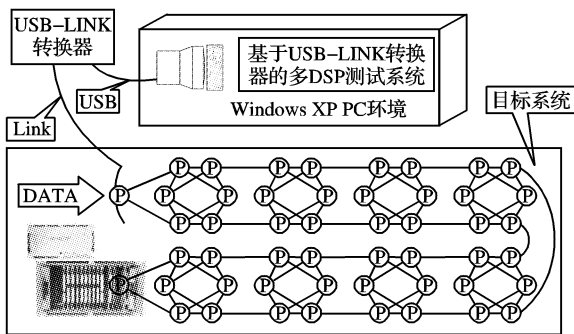 USB-LINK
转换器
基于USB-LINK转换
器的多DSP测试系统
USB
Windows XP PC环境
目标系统
Link
P P P P P P P P
DATA
P P P P P P P P P
P P P P P P P P
P P P P P P P P
P P P P P P P P P
P P P P P P P P